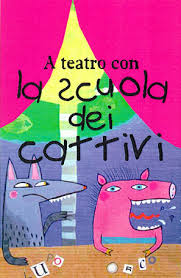 A teatro con
la scuola
dei
cattivi